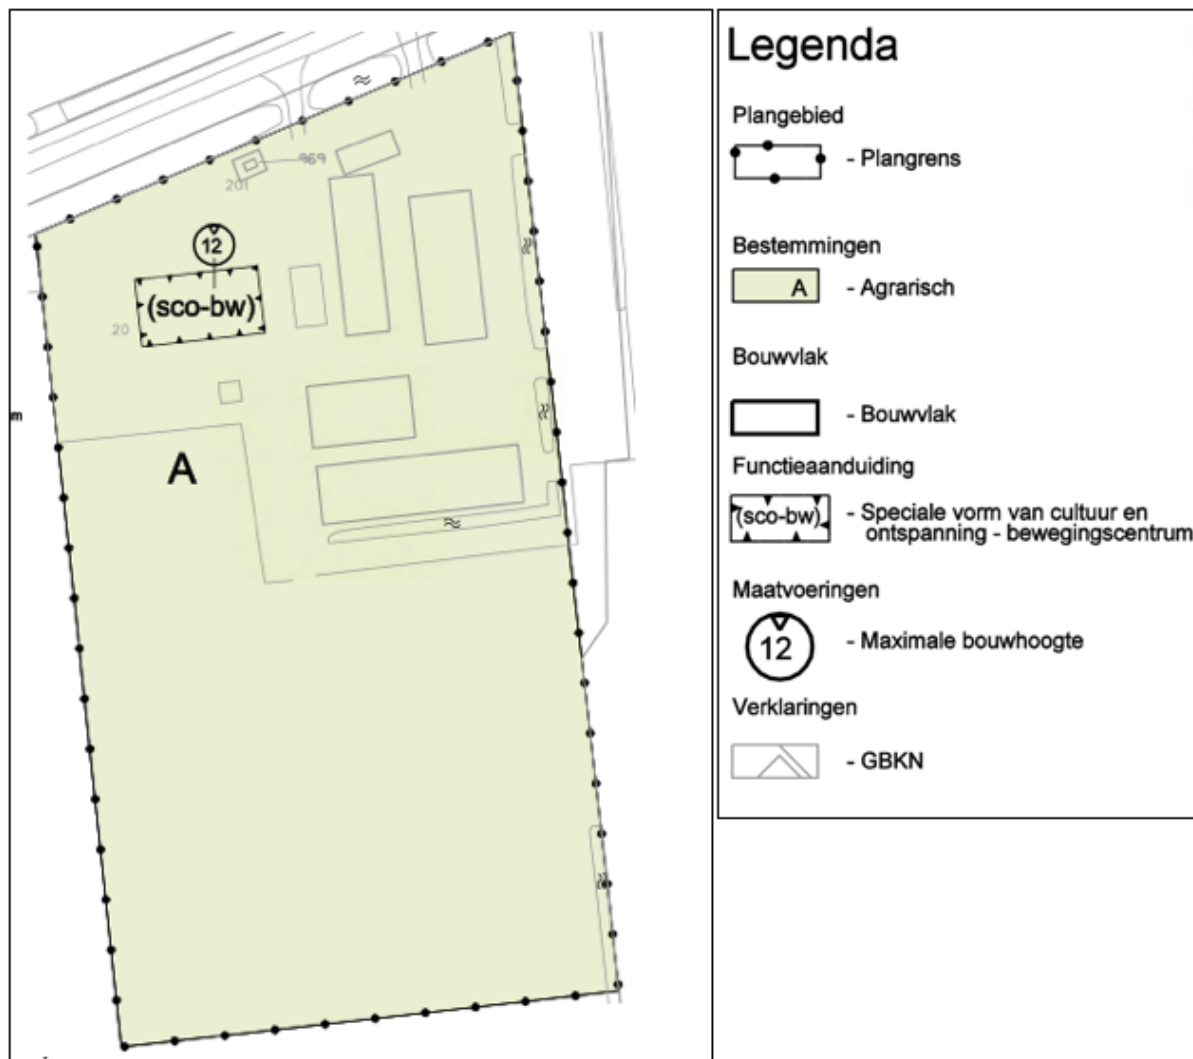 969
201
12
(sco-bw)
20
m
A
Legenda
Plangebied
- Plangrens
Bestemmingen
A - Agrarisch
Bouwvlak
- Bouwvlak
Functieaanduiding
(sco-bw) - Speciale vorm van cultuur en
ontspanning - bewegingscentrum
Maatvoeringen
12 - Maximale bouwhoogte
Verklaringen
- GBKN